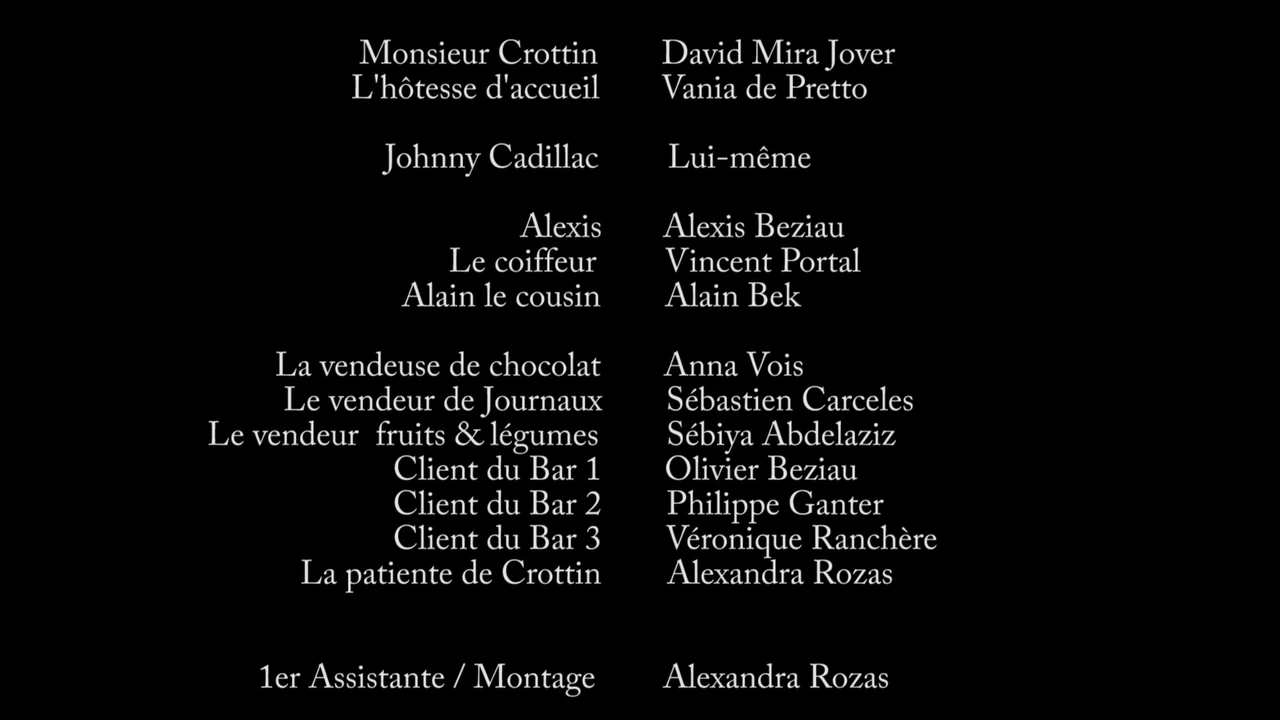 Monsieur Crottin David Mira Jover
L'hôtesse d'accueil Vania de Pretto
Johnny Cadillac Lui-même
Alexis Alexis Beziau
Le coiffeur Vincent Portal
Alain le cousin Alain Bek
La vendeuse de chocolat Anna Vois
Le vendeur de Journaux Sébastien Carceles
Le vendeur fruits & légumes Sébiya Abdelaziz
Client du Bar 1 Olivier Beziau
Client du Bar 2 Philippe Ganter
Client du Bar 3 Véronique Ranchère
La patiente de Crottin Alexandra Rozas
1er Assistante / Montage Alexandra Rozas